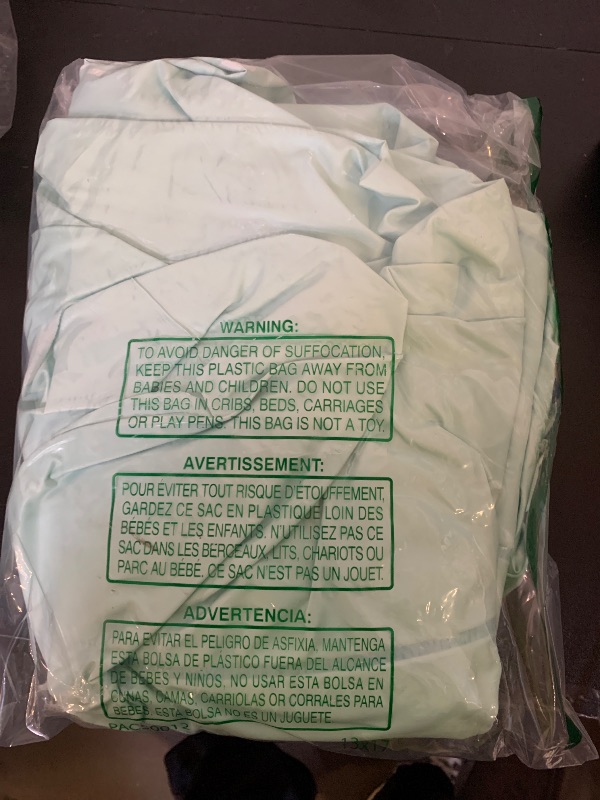 WARNING:
TO AVOID DANGER OF SUFFOCATION,
KEEP THIS PLASTIC BAG AWAY FROM
BABIES AND CHILDREN. DO NOT USE
THIS BAG IN CRIBS, BEDS, CARRIAGES
OR PLAY PENS. THIS BAG IS NOT A TOY.
AVERTISSEMENT:
POUR EVITER TOUT RISQUE D'ETOUFFEMENT,
GARDEZ CE SAC EN PLASTIQUE LOIN DES
BEBES ET LES ENFANTS. N'UTILISEZ PAS CE
SAC DANS LES BERCEAUX, LITS, CHARIOTS OU
PARC AU BÉBÉ. CE SAC N'EST PAS UN JOUET.
ADVERTENCIA:
PARA EVITAR EL PELIGRO DE ASFIXIA, MANTENGA
ESTA BOLSA DE PLASTICO FUERA DEL ALCANCE
DE BEBES Y NIÑOS. NO USAR ESTA BOLSA EN
CUNAS, CAMAS, CARRIOLAS OR CORRALES PARA
BEBES. ESTA BOLSA NO ES UN JUGUETE